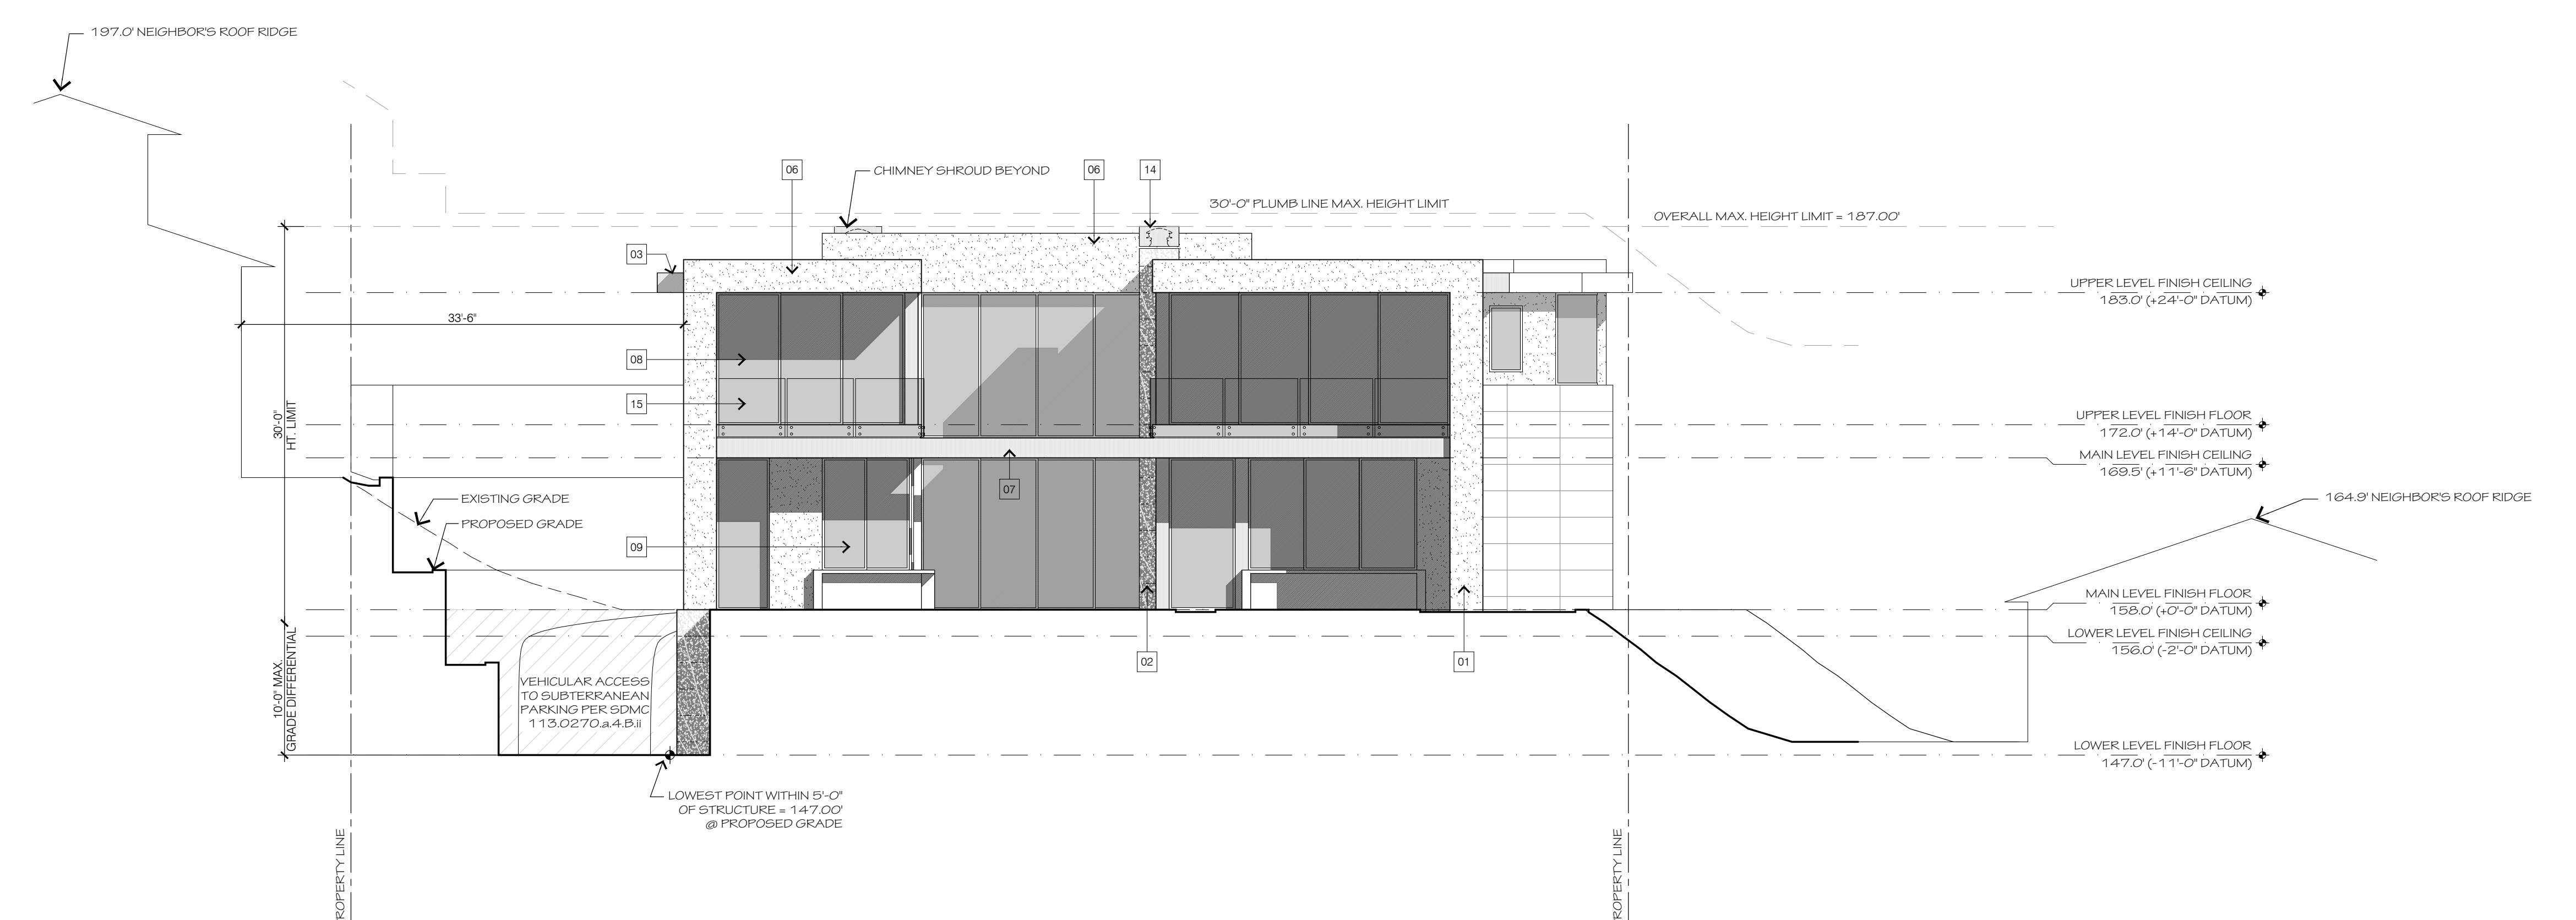 197.0' NEIGHBOR'S ROOF RIDGE
06
CHIMNEY SHROUD BEYOND
06
14
30'-0" PLUMB LINE MAX. HEIGHT LIMIT
OVERALL MAX. HEIGHT LIMIT = 187.00'
03
UPPER LEVEL FINISH CEILING
183.0' (+24'-0" DATUM)
33'-6"
08
15
30'-0"
HT. LIMIT
UPPER LEVEL FINISH FLOOR
172.0' (+14'-0" DATUM)
MAIN LEVEL FINISH CEILING
169.5' (+11'-6" DATUM)
07
EXISTING GRADE
164.9' NEIGHBOR'S ROOF RIDGE
PROPOSED GRADE
09
MAIN LEVEL FINISH FLOOR
158.0' (+0'-0" DATUM)
LOWER LEVEL FINISH CEILING
156.0' (-2'-0" DATUM)
02
01
10'-0" MAX.
GRADE DIFFERENTIAL
VEHICULAR ACCESS
TO SUBTERRANEAN
PARKING PER SDMC
113.0270.a.4.B.ii
LOWER LEVEL FINISH FLOOR
147.0' (-11'-0" DATUM)
LOWEST POINT WITHIN 5'-0"
OF STRUCTURE = 147.00'
@ PROPOSED GRADE
PROPERTY LINE
PROPERTY LINE